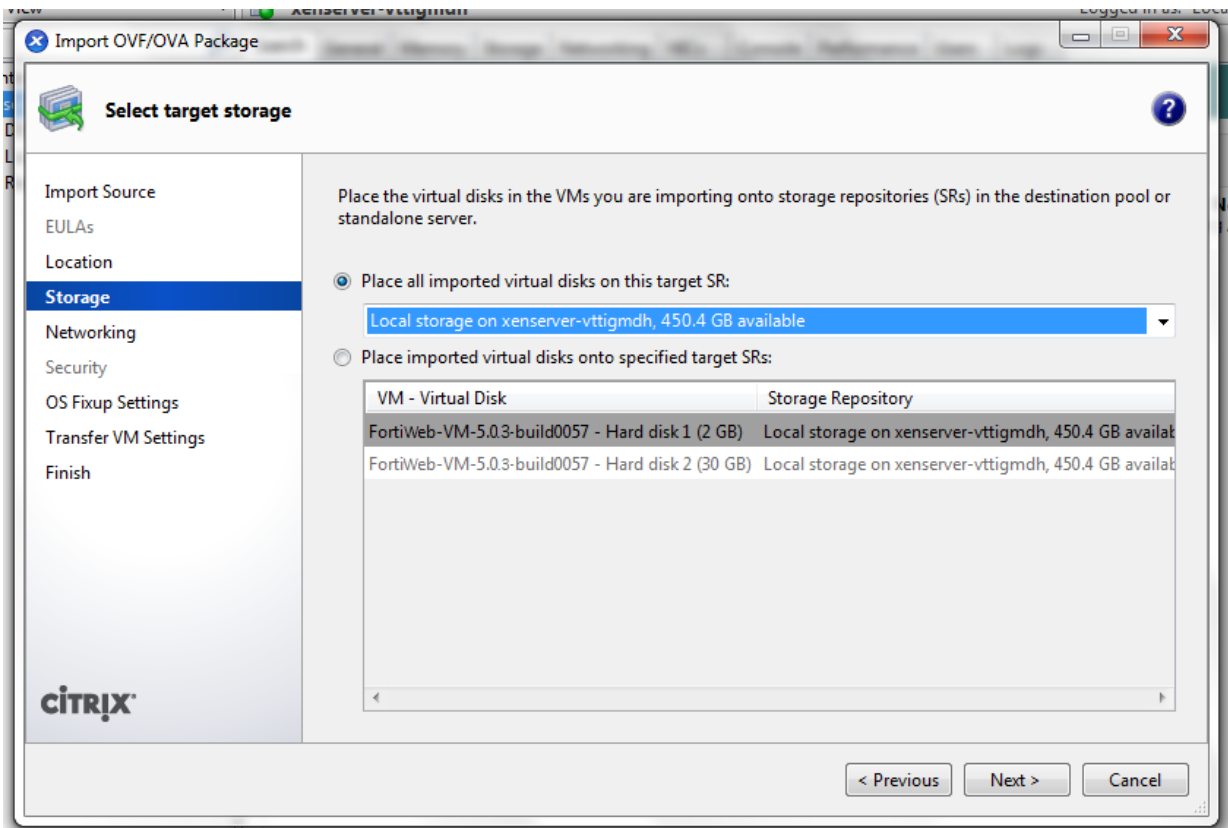 xenserver-vttigmdh
Logged in as: Loca
Import OVF/OVA Package
Select target storage
Import Source
EULAs
Location
Storage
Networking
Security
OS Fixup Settings
Transfer VM Settings
Finish
CITRIX
Place the virtual disks in the VMs you are importing onto storage repositories (SRs) in the destination pool or
standalone server.
Place all imported virtual disks on this target SR:
Local storage on xenserver-vttigmdh, 450.4 GB available
Place imported virtual disks onto specified target SRs:
VM - Virtual Disk Storage Repository
FortiWeb-VM-5.0.3-build0057 - Hard disk 1 (2 GB) Local storage on xenserver-vttigmdh, 450.4 GB availab
FortiWeb-VM-5.0.3-build0057 - Hard disk 2 (30 GB) Local storage on xenserver-vttigmdh, 450.4 GB availab
< Previous Next > Cancel